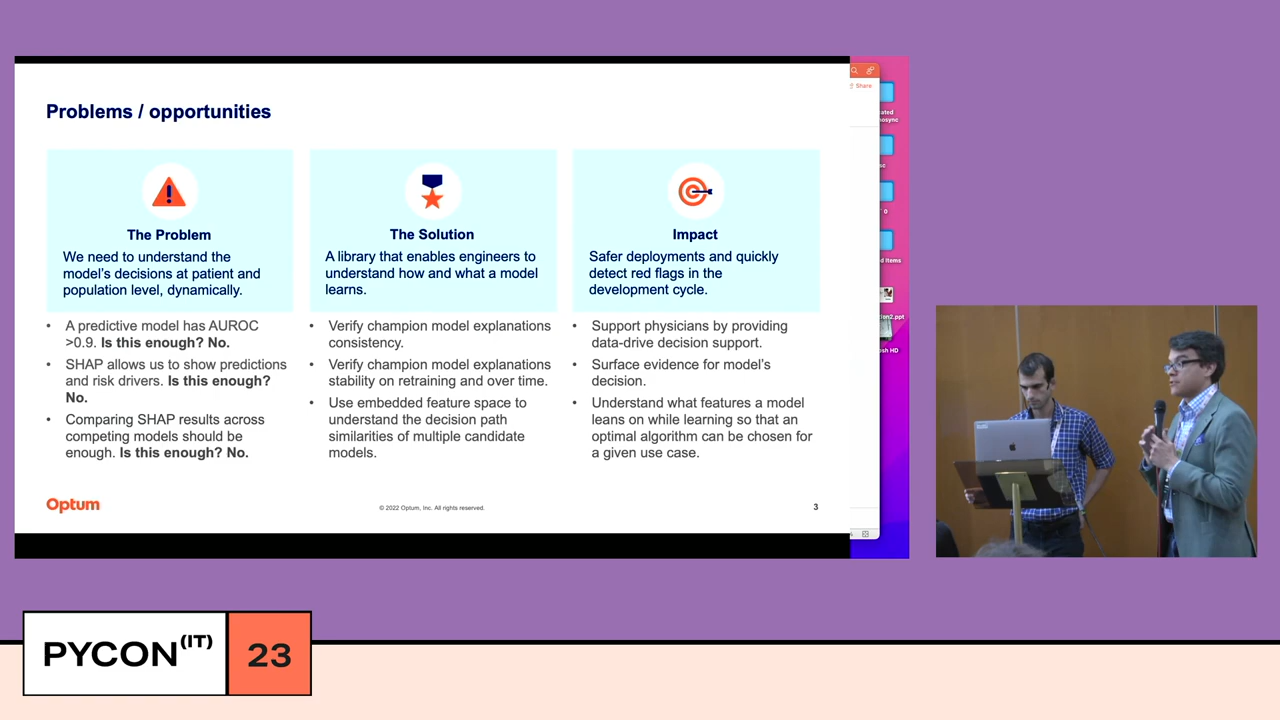 Problems / opportunities
The Problem
We need to understand the
model's decisions at patient and
population level, dynamically.
• A predictive model has AUROC
>0.9. Is this enough? No.
• SHAP allows us to show predictions
and risk drivers. Is this enough?
No.
• Comparing SHAP results across
competing models should be
enough. Is this enough? No.
The Solution
A library that enables engineers to
understand how and what a model
learns.
• Verify champion model explanations
consistency.
• Verify champion model explanations
stability on retraining and over time.
• Use embedded feature space to
understand the decision path
similarities of multiple candidate
models.
Impact
Safer deployments and quickly
detect red flags in the
development cycle.
• Support physicians by providing
data-drive decision support.
• Surface evidence for model's
decision.
• Understand what features a model
leans on while learning so that an
optimal algorithm can be chosen for
a given use case.
Optum
© 2022 Optum, Inc. All rights reserved.
3
Share
PYCON(IT) 23